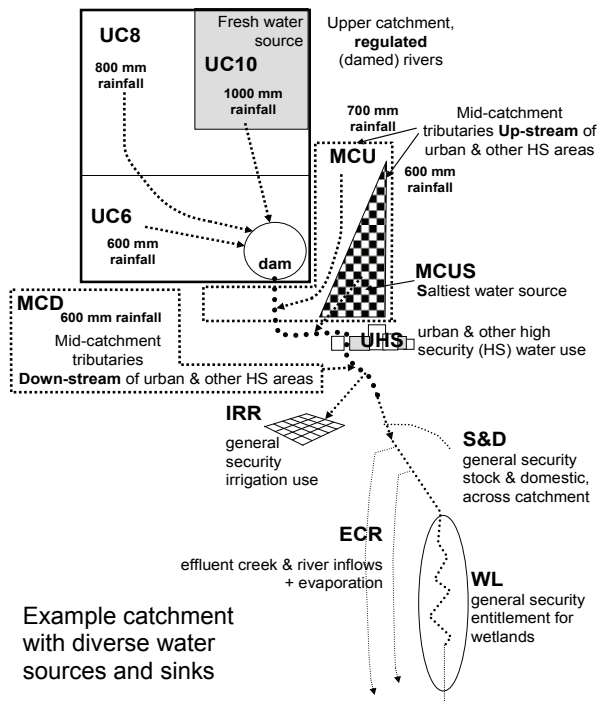 UC8
Fresh water
source
UC10
Upper catchment,
regulated
(damed) rivers
800 mm
rainfall
1000 mm
rainfall
700 mm
rainfall
Mid-catchment
tributaries Up-stream of
urban & other HS areas
MCU
600 mm
rainfall
UC6
600 mm
rainfall
dam
MCUS
Saltiest water source
MCD
600 mm rainfall
Mid-catchment
tributaries
Down-stream of urban & other HS areas
UHS
urban & other high
security (HS) water use
IRR
general
security
irrigation use
S&D
general security
stock & domestic,
across catchment
ECR
effluent creek & river inflows
+ evaporation
WL
general security
entitlement for
wetlands
Example catchment
with diverse water
sources and sinks